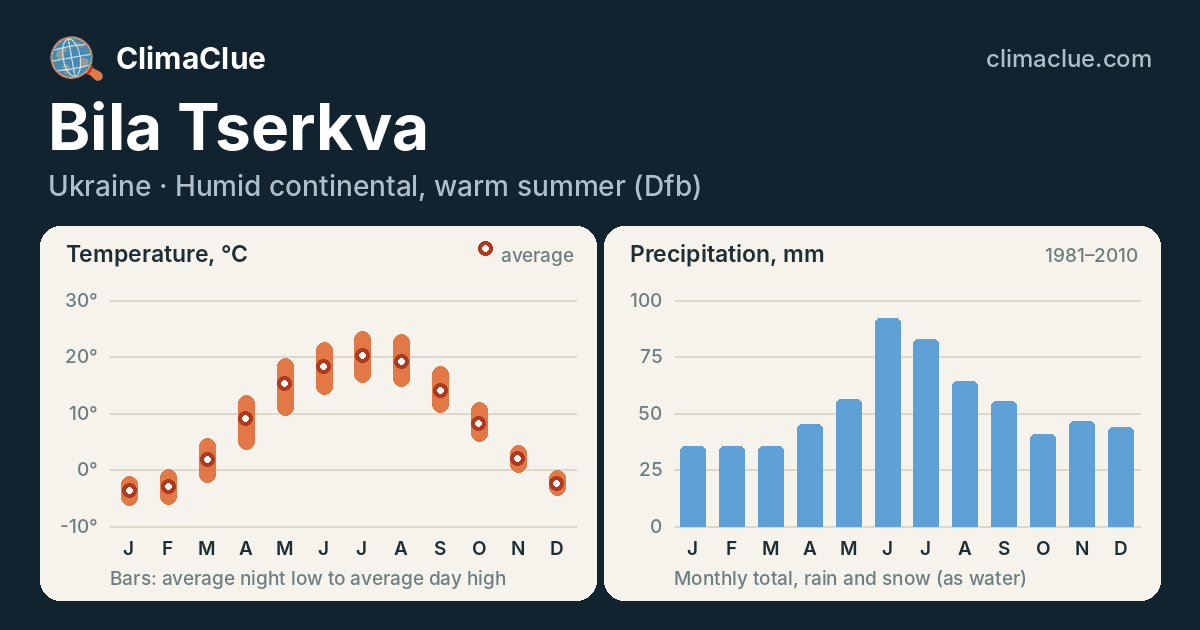 ClimaClue
climaclue.com
Bila Tserkva
Ukraine · Humid continental, warm summer (Dfb)
Temperature, °C
average
30°
20°
10°
0°
-10°
J F M A M J J A S O N D
Bars: average night low to average day high
Precipitation, mm
1981–2010
100
75
50
25
0
J F M A M J J A S O N D
Monthly total, rain and snow (as water)